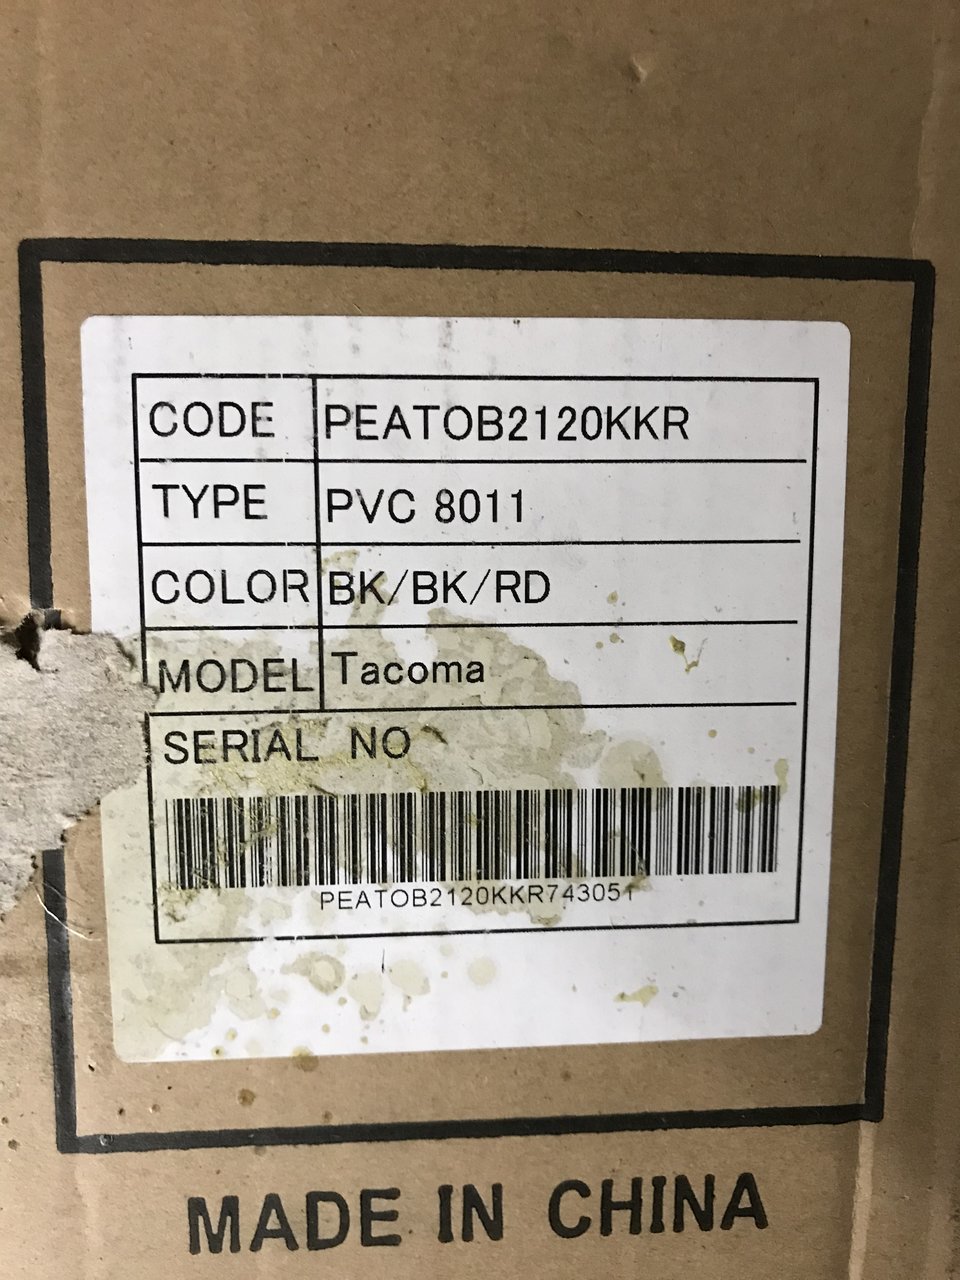 CODE PEATOB2120KKR
TYPE PVC 8011
COLOR BK/BK/RD
MODEL Tacoma
SERIAL NO
PEATOB2120KKR743051
MADE IN CHINA